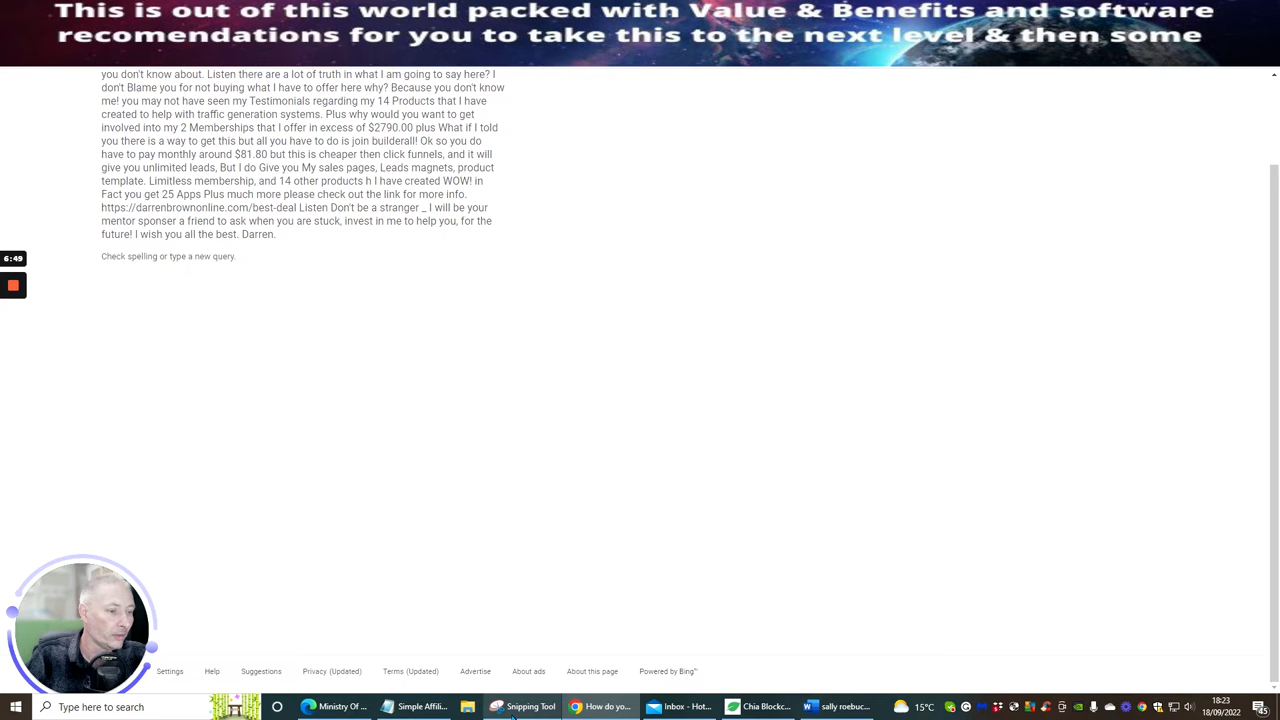 This is out of this world packed with Value & Benefits and software
recomendations for you to take this to the next level & then some
you don't know about. Listen there are a lot of truth in what I am going to say here? I
don't Blame you for not buying what I have to offer here why? Because you don't know
me! you may not have seen my Testimonials regarding my 14 Products that I have
created to help with traffic generation systems. Plus why would you want to get
involved into my 2 Memberships that I offer in excess of $2790.00 plus What if I told
you there is a way to get this but all you have to do is join builderall! Ok so you do
have to pay monthly around $81.80 but this is cheaper then click funnels, and it will
give you unlimited leads, But I do Give you My sales pages, Leads magnets, product
template. Limitless membership, and 14 other products h I have created WOW! in
Fact you get 25 Apps Plus much more please check out the link for more info.
https://darrenbrownonline.com/best-deal Listen Don't be a stranger _ I will be your
mentor sponser a friend to ask when you are stuck, invest in me to help you, for the
future! I wish you all the best. Darren.
Check spelling or type a new query.
6:49
Settings Help Suggestions Privacy (Updated) Terms (Updated) Advertise About ads About this page Powered by Bing™
Type here to search Ministry Of ... Simple Affili... Snipping Tool How do yo... Inbox - Hot... Chia Blockc... sally roebuc... 15°C
18:23
18/09/2022
45